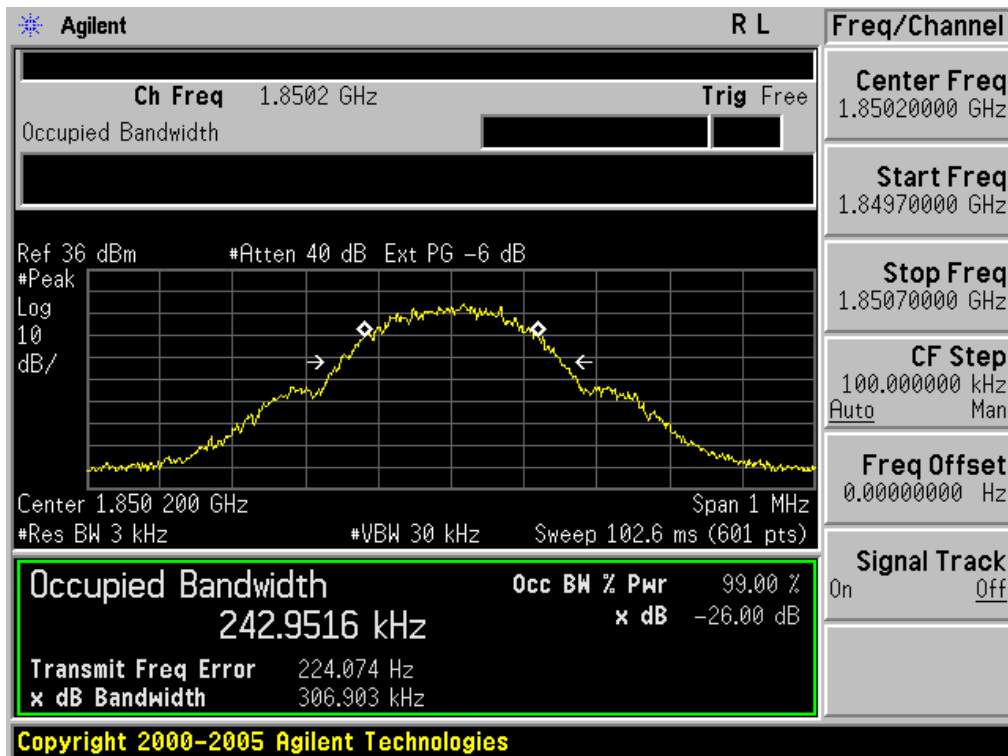 Agilent R L Freq/Channel
Ch Freq 1.8502 GHz Trig Free
Occupied Bandwidth
Center Freq
1.85020000 GHz
Start Freq
1.84970000 GHz
Stop Freq
1.85070000 GHz
CF Step
100.000000 kHz
Auto Man
Freq Offset
0.00000000 Hz
Signal Track
On Off
Ref 36 dBm #Atten 40 dB Ext PG -6 dB
#Peak
Log
10
dB/
Center 1.850 200 GHz Span 1 MHz
#Res BW 3 kHz #VBW 30 kHz Sweep 102.6 ms (601 pts)
Occupied Bandwidth Occ BW % Pwr 99.00 %
242.9516 kHz x dB -26.00 dB
Transmit Freq Error 224.074 Hz
x dB Bandwidth 306.903 kHz
Copyright 2000-2005 Agilent Technologies